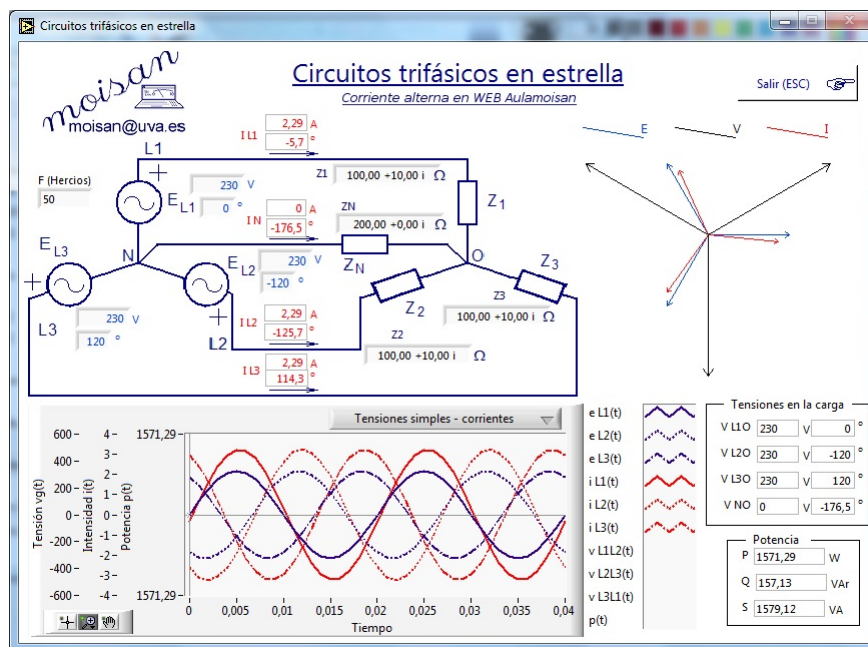 Circuitos trifásicos en estrella
moisan
moisan@uva.es
Circuitos trifásicos en estrella
Corriente alterna en WEB Aulamoisan
Salir (ESC)
E
V
I
F (Hercios)
50
L1
I L1
2,29 A
-5,7 °
E L1
230 V
0 °
Z1
100,00 +10,00 i Ω
Z1
I N
0 A
-176,5 °
ZN
200,00 +0,00 i Ω
ZN
N
O
E L3
L3
230 V
120 °
E L2
230 V
-120 °
L2
I L2
2,29 A
-125,7 °
I L3
2,29 A
114,3 °
Z2
Z2
100,00 +10,00 i Ω
Z3
Z3
100,00 +10,00 i Ω
Tensiones simples - corrientes
Tensión vg(t)
600
400
200
0
-200
-400
-600
Intensidad i(t)
4
3
2
1
0
-1
-2
-3
-4
Potencia p(t)
1571,29
1571,29
0
0,005
0,01
0,015
0,02
0,025
0,03
0,035
0,04
Tiempo
e L1(t)
e L2(t)
e L3(t)
i L1(t)
i L2(t)
i L3(t)
v L1L2(t)
v L2L3(t)
v L3L1(t)
p(t)
Tensiones en la carga
V L1O 230 V 0 °
V L2O 230 V -120 °
V L3O 230 V 120 °
V NO 0 V -176,5 °
Potencia
P 1571,29 W
Q 157,13 VAr
S 1579,12 VA